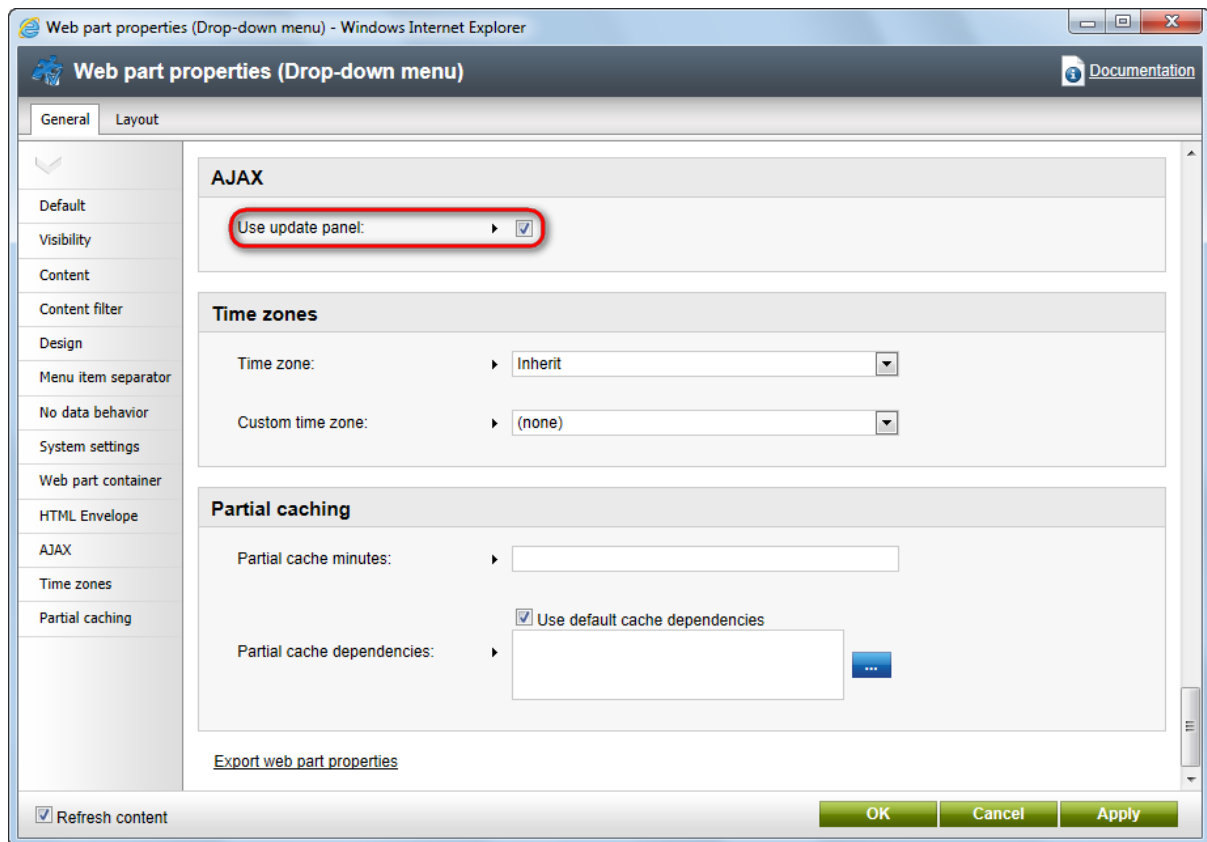 Web part properties (Drop-down menu) - Windows Internet Explorer
Web part properties (Drop-down menu)
Documentation
General Layout
Default
Visibility
Content
Content filter
Design
Menu item separator
No data behavior
System settings
Web part container
HTML Envelope
AJAX
Time zones
Partial caching
AJAX
Use update panel:
Time zones
Time zone: Inherit
Custom time zone: (none)
Partial caching
Partial cache minutes:
Use default cache dependencies
Partial cache dependencies: ...
Export web part properties
Refresh content
OK Cancel Apply